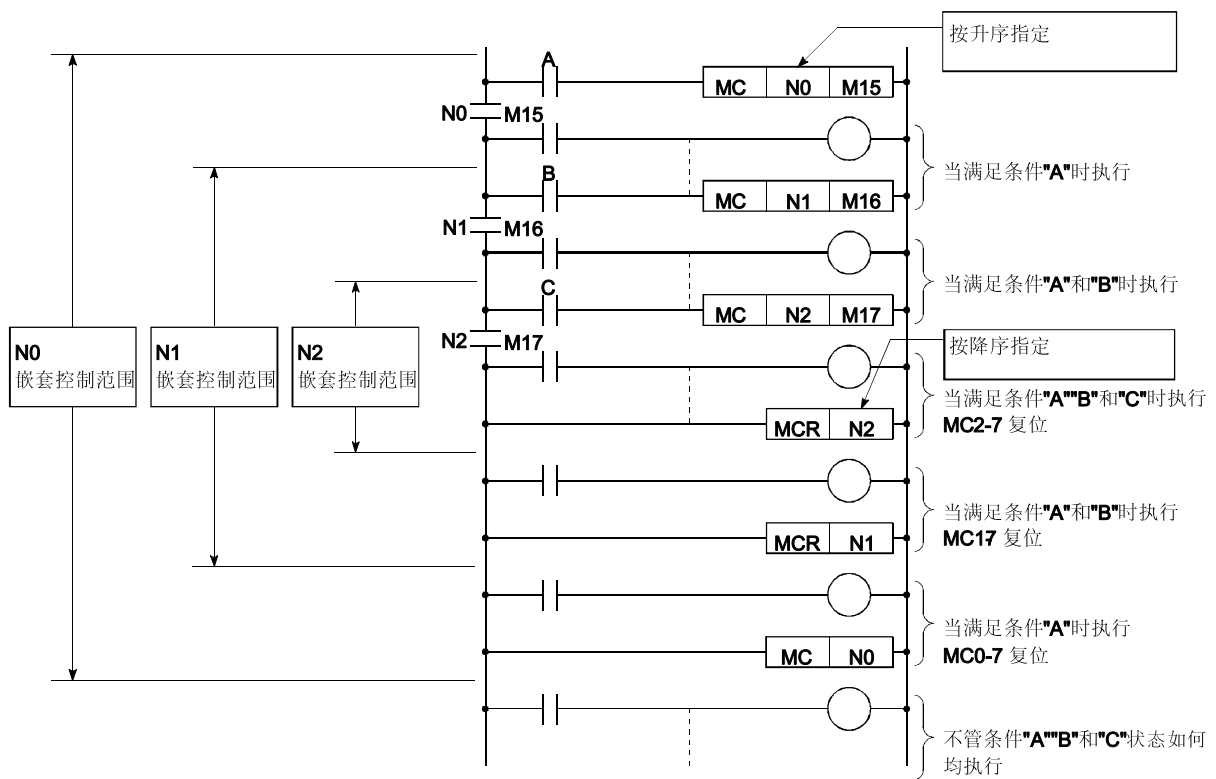 按升序指定
A
MC N0 M15
N0 M15
当满足条件"A"时执行
B
MC N1 M16
N1 M16
当满足条件"A"和"B"时执行
C
MC N2 M17
N2 M17
按降序指定
N0
嵌套控制范围
N1
嵌套控制范围
N2
嵌套控制范围
当满足条件"A""B"和"C"时执行
MC2-7 复位
MCR N2
当满足条件"A"和"B"时执行
MC17 复位
MCR N1
当满足条件"A"时执行
MC0-7 复位
MC N0
不管条件"A""B"和"C"状态如何
均执行